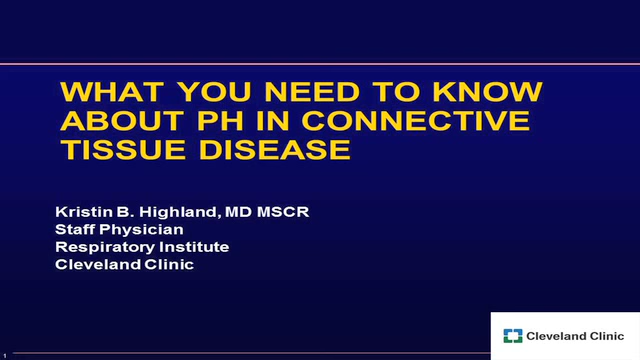 WHAT YOU NEED TO KNOW
ABOUT PH IN CONNECTIVE
TISSUE DISEASE
Kristin B. Highland, MD MSCR
Staff Physician
Respiratory Institute
Cleveland Clinic
1
Cleveland Clinic